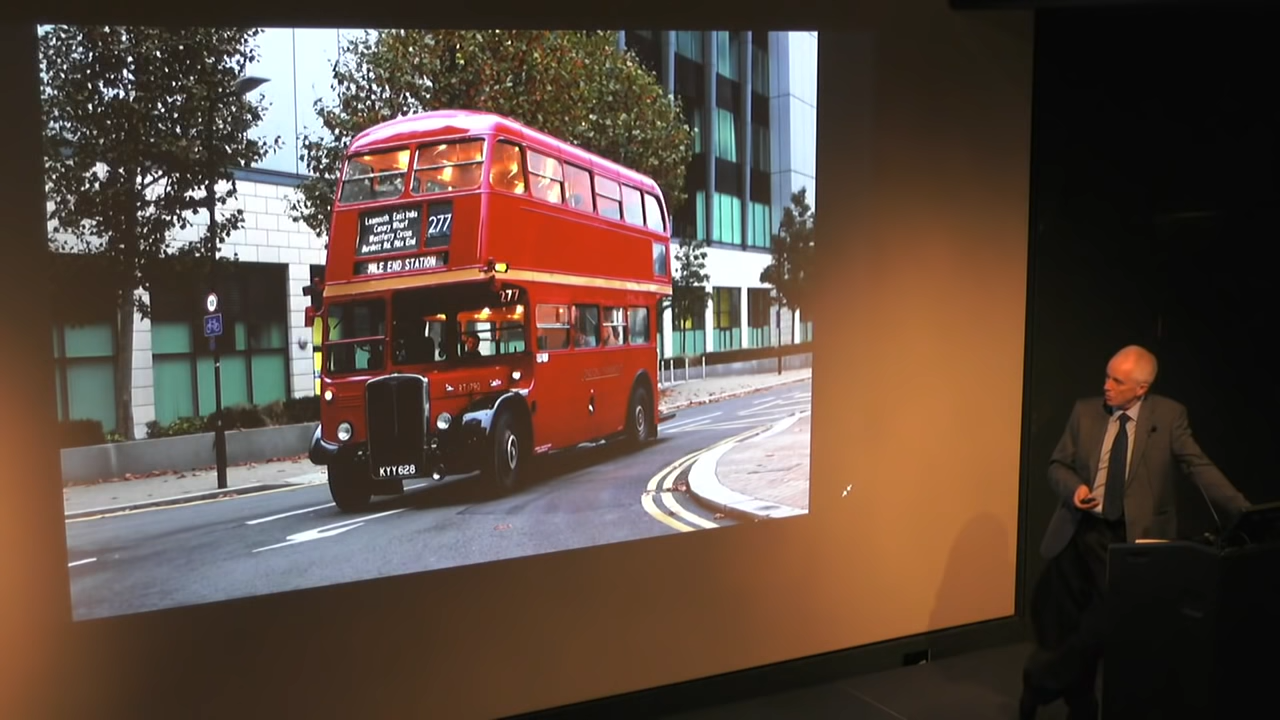 Leamouth East India
Canary Wharf
Westferry Circus
Burdett Rd. Mile End
277
MILE END STATION
277
RT 1790
KYY 628